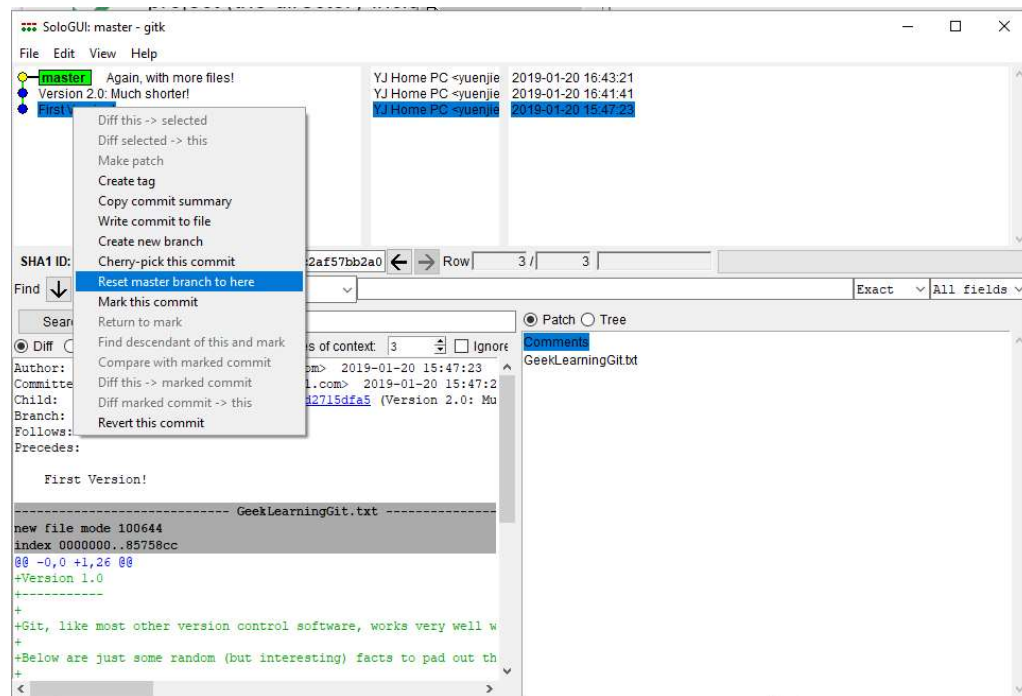 SoloGUI: master - gitk
File Edit View Help
master Again, with more files! YJ Home PC <yuenjie 2019-01-20 16:43:21
Version 2.0: Much shorter! YJ Home PC <yuenjie 2019-01-20 16:41:41
First YJ Home PC <yuenjie 2019-01-20 15:47:23
Diff this -> selected
Diff selected -> this
Make patch
Create tag
Copy commit summary
Write commit to file
Create new branch
Cherry-pick this commit
Reset master branch to here
Mark this commit
Return to mark
Find descendant of this and mark
Compare with marked commit
Diff this -> marked commit
Diff marked commit -> this
Revert this commit
SHA1 ID: 2af57bb2a0 Row 3 / 3
Find Exact All fields
Sear Patch Tree
Diff s of context: 3 Ignore
Comments
GeekLearningGit.txt
Author: om> 2019-01-20 15:47:23
Committe l.com> 2019-01-20 15:47:2
Child: d2715dfa5 (Version 2.0: Mu
Branch:
Follows:
Precedes:
First Version!
---------------------------- GeekLearningGit.txt ---------------
new file mode 100644
index 0000000..85758cc
@@ -0,0 +1,26 @@
+Version 1.0
+-----------
+
+Git, like most other version control software, works very well w
+
+Below are just some random (but interesting) facts to pad out th
+